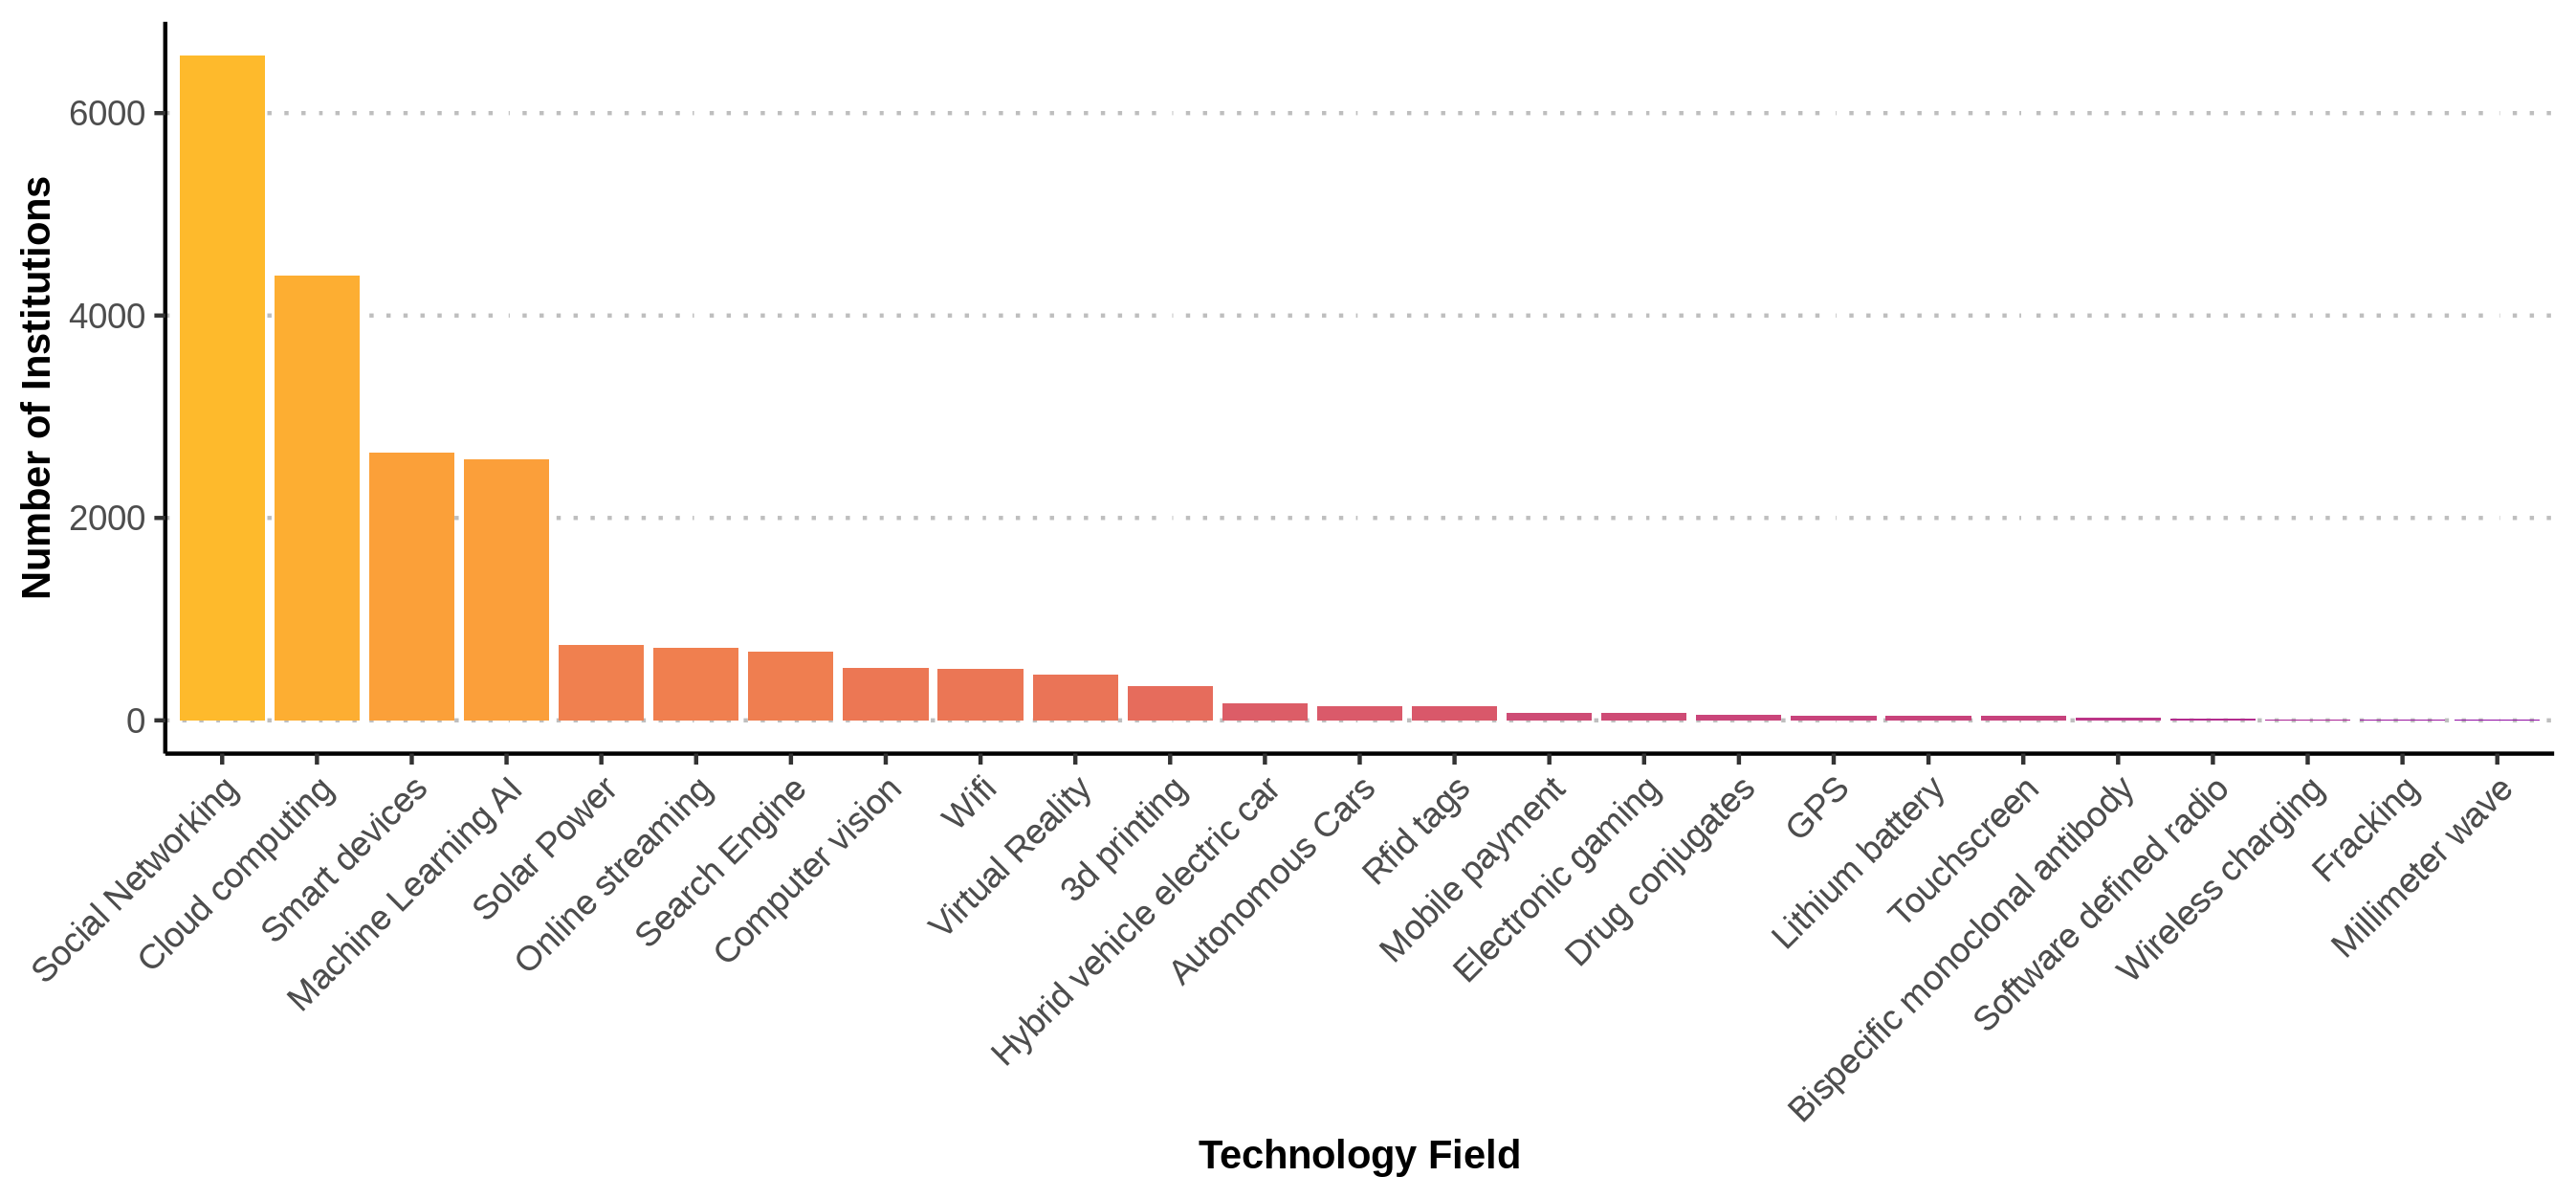 Number of Institutions
6000
4000
2000
0
Social Networking
Cloud computing
Smart devices
Machine Learning AI
Solar Power
Online streaming
Search Engine
Computer vision
Wifi
Virtual Reality
3d printing
Hybrid vehicle electric car
Autonomous Cars
Rfid tags
Mobile payment
Electronic gaming
Drug conjugates
GPS
Lithium battery
Touchscreen
Bispecific monoclonal antibody
Software defined radio
Wireless charging
Fracking
Millimeter wave
Technology Field